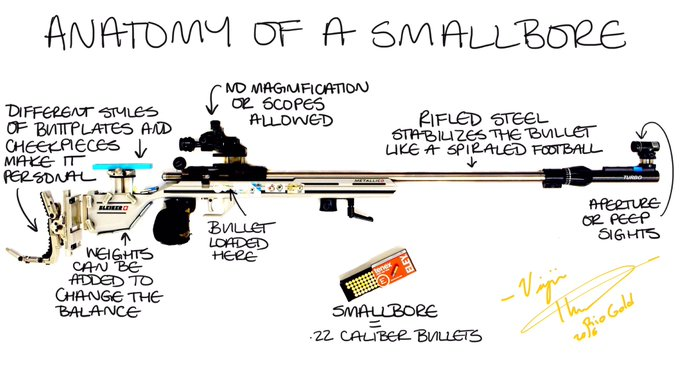 ANATOMY OF A SMALLBORE
NO MAGNIFICATION
OR SCOPES
ALLOWED
DIFFERENT STYLES
OF BUTTPLATES AND
CHEEKPIECES
MAKE IT
PERSONAL
RIFLED STEEL
STABILIZES THE BULLET
LIKE A SPIRALED FOOTBALL
METALLICO
TURBO
BLEIKER
APERTURE
OR PEEP
SIGHTS
BULLET
LOADED
HERE
WEIGHTS
CAN BE
ADDED TO
CHANGE THE
BALANCE
ELEY
SMALLBORE
=
.22 CALIBER BULLETS
Rio Gold
2016